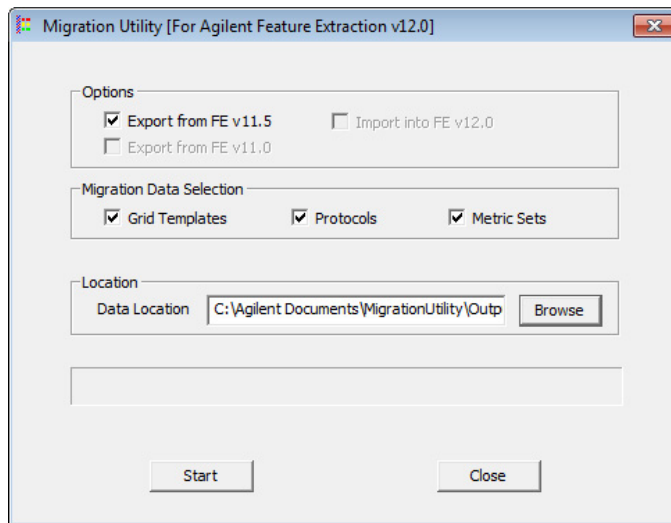 Migration Utility [For Agilent Feature Extraction v12.0]
Options
Export from FE v11.5
Import into FE v12.0
Export from FE v11.0
Migration Data Selection
Grid Templates
Protocols
Metric Sets
Location
Data Location
C:\Agilent Documents\MigrationUtility\Outp
Browse
Start
Close